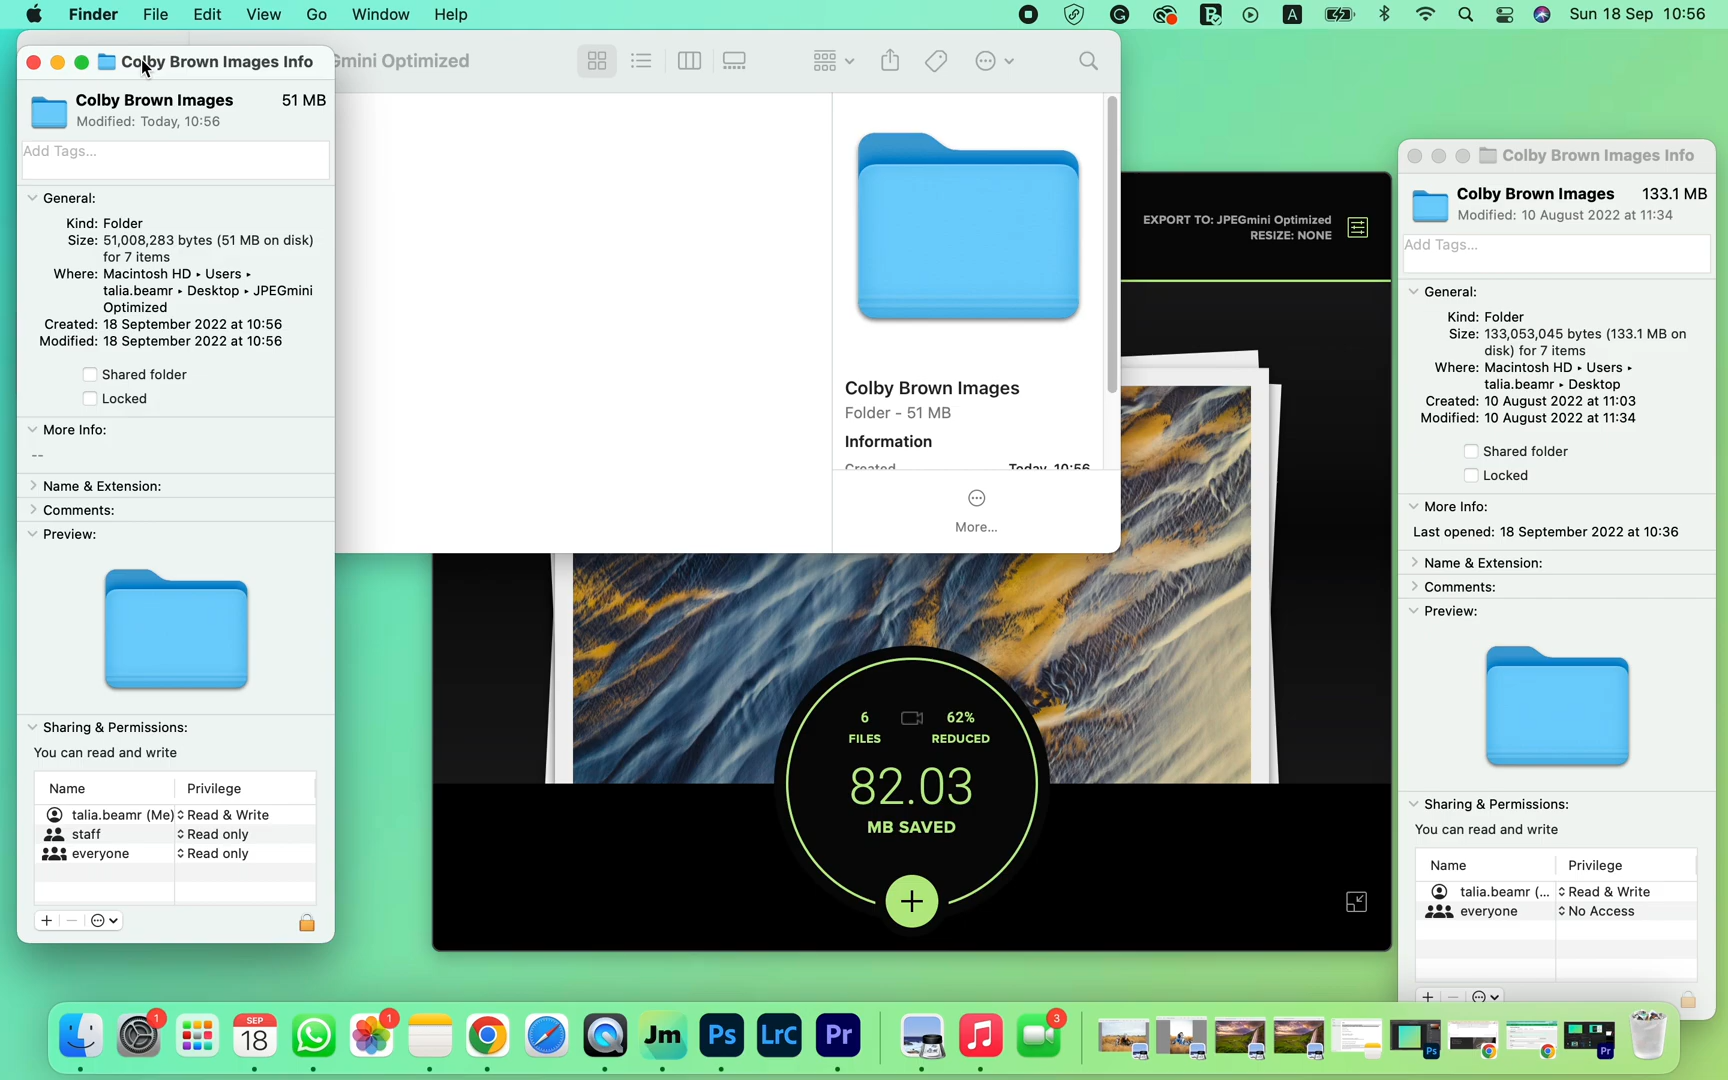 Finder File Edit View Go Window Help
A Sun 18 Sep 10:56
Colby Brown Images Info
Gmini Optimized
Colby Brown Images 51 MB
Modified: Today, 10:56
Add Tags...
General:
Kind: Folder
Size: 51,008,283 bytes (51 MB on disk)
for 7 items
Where: Macintosh HD ▸ Users ▸
talia.beamr ▸ Desktop ▸ JPEGmini
Optimized
Created: 18 September 2022 at 10:56
Modified: 18 September 2022 at 10:56
Shared folder
Locked
More Info:
--
Name & Extension:
Comments:
Preview:
Sharing & Permissions:
You can read and write
Name Privilege
talia.beamr (Me) Read & Write
staff Read only
everyone Read only
Colby Brown Images
Folder - 51 MB
Information
Created Today, 10:56
More...
EXPORT TO: JPEGmini Optimized
RESIZE: NONE
6 62%
FILES REDUCED
82.03
MB SAVED
Colby Brown Images Info
Colby Brown Images 133.1 MB
Modified: 10 August 2022 at 11:34
Add Tags...
General:
Kind: Folder
Size: 133,053,045 bytes (133.1 MB on
disk) for 7 items
Where: Macintosh HD ▸ Users ▸
talia.beamr ▸ Desktop
Created: 10 August 2022 at 11:03
Modified: 10 August 2022 at 11:34
Shared folder
Locked
More Info:
Last opened: 18 September 2022 at 10:36
Name & Extension:
Comments:
Preview:
Sharing & Permissions:
You can read and write
Name Privilege
talia.beamr (... Read & Write
everyone No Access
1 SEP 18 1 Jm Ps LrC Pr 3 Ps Pr